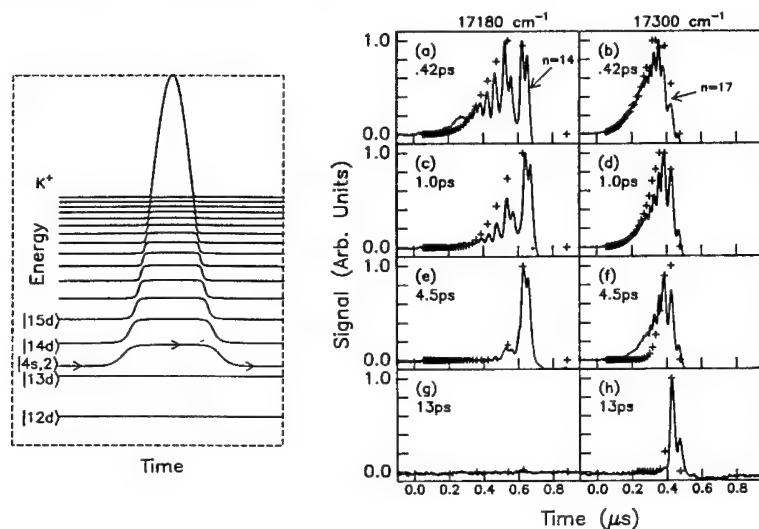 K⁺
|15d⟩
|14d⟩
|4s,2⟩
|13d⟩
|12d⟩
Energy
Time
17180 cm⁻¹
17300 cm⁻¹
Signal (Arb. Units)
1.0
0.0
1.0
0.0
1.0
0.0
1.0
0.0
(a)
.42ps
n=14
(b)
.42ps
n=17
(c)
1.0ps
(d)
1.0ps
(e)
4.5ps
(f)
4.5ps
(g)
13ps
(h)
13ps
0.0 0.2 0.4 0.6 0.8
0.0 0.2 0.4 0.6 0.8
Time (μs)